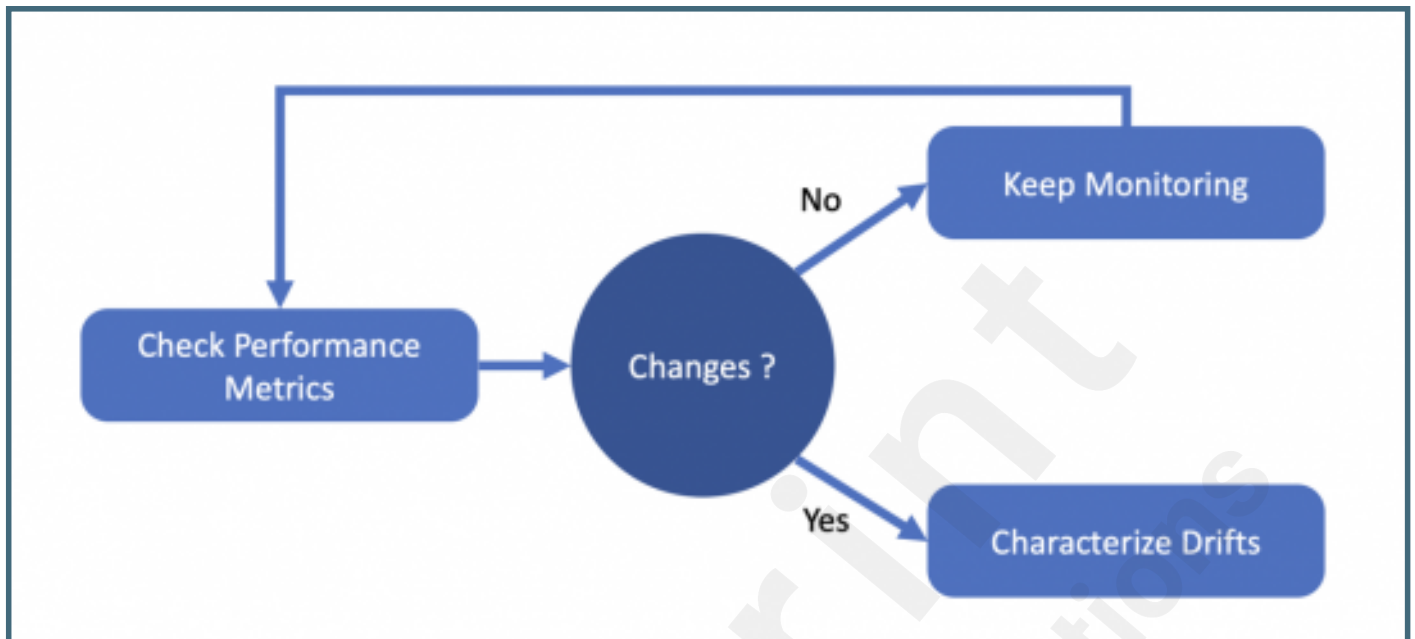 Keep Monitoring
No
Check Performance
Metrics
Changes ?
Yes
Characterize Drifts